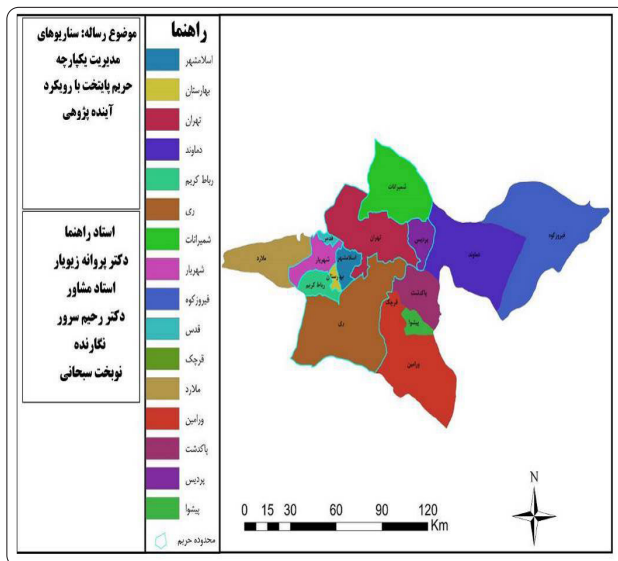 موضوع رساله: سناریوهای
مدیریت یکپارچه
حریم پایتخت با رویکرد
آینده پژوهی
استاد راهنما
دکتر پروانه زیویار
استاد مشاور
دکتر رحیم سرور
نگارنده
نوبخت سبحانی
راهنما
اسلامشهر
بهارستان
تهران
دماوند
رباط کریم
ری
شمیرانات
شهریار
فیروزکوه
قدس
قرچک
ملارد
ورامین
پاکدشت
پردیس
پیشوا
محدوده حریم
شمیرانات
فیروزکوه
تهران
پردیس
دماوند
قدس
ملارد
شهریار
اسلامشهر
بهارستان
رباط کریم
پاکدشت
قرچک
ری
پیشوا
ورامین
N
0 15 30 60 90 120
Km